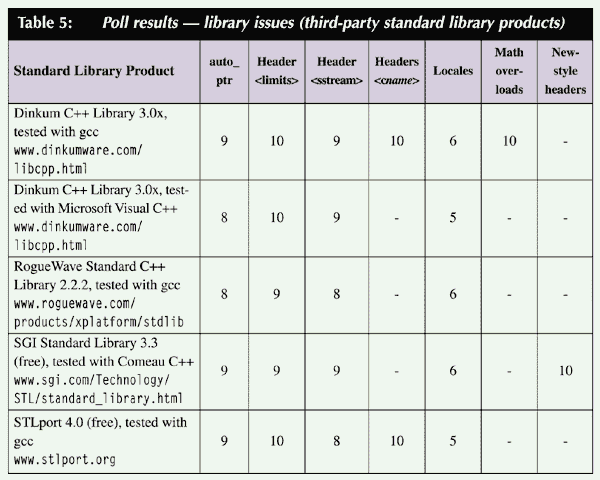 Table 5: Poll results — library issues (third-party standard library products)
Standard Library Product
auto_
ptr
Header
<limits>
Header
<sstream>
Headers
<cname>
Locales
Math
over-
loads
New-
style
headers
Dinkum C++ Library 3.0x,
tested with gcc
www.dinkumware.com/
libcpp.html
9 10 9 10 6 10 -
Dinkum C++ Library 3.0x, test-
ed with Microsoft Visual C++
www.dinkumware.com/
libcpp.html
8 10 9 - 5 - -
RogueWave Standard C++
Library 2.2.2, tested with gcc
www.roguewave.com/
products/xplatform/stdlib
8 9 8 - 6 - -
SGI Standard Library 3.3
(free), tested with Comeau C++
www.sgi.com/Technology/
STL/standard_library.html
9 9 9 - 6 - 10
STLport 4.0 (free), tested with
gcc
www.stlport.org
9 10 8 10 5 - -